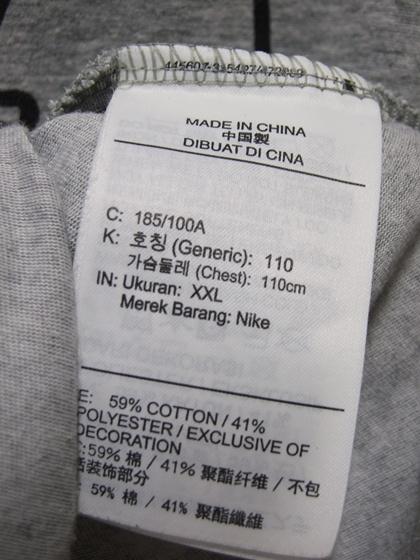 MADE IN CHINA
中国製
DIBUAT DI CINA
C: 185/100A
K: 호칭 (Generic): 110
가슴둘레 (Chest): 110cm
IN: Ukuran: XXL
Merek Barang: Nike
E: 59% COTTON / 41%
POLYESTER / EXCLUSIVE OF
DECORATION
: 59% 棉 / 41% 聚酯纤维 / 不包
括装饰部分
: 59% 棉 / 41% 聚酯纖維